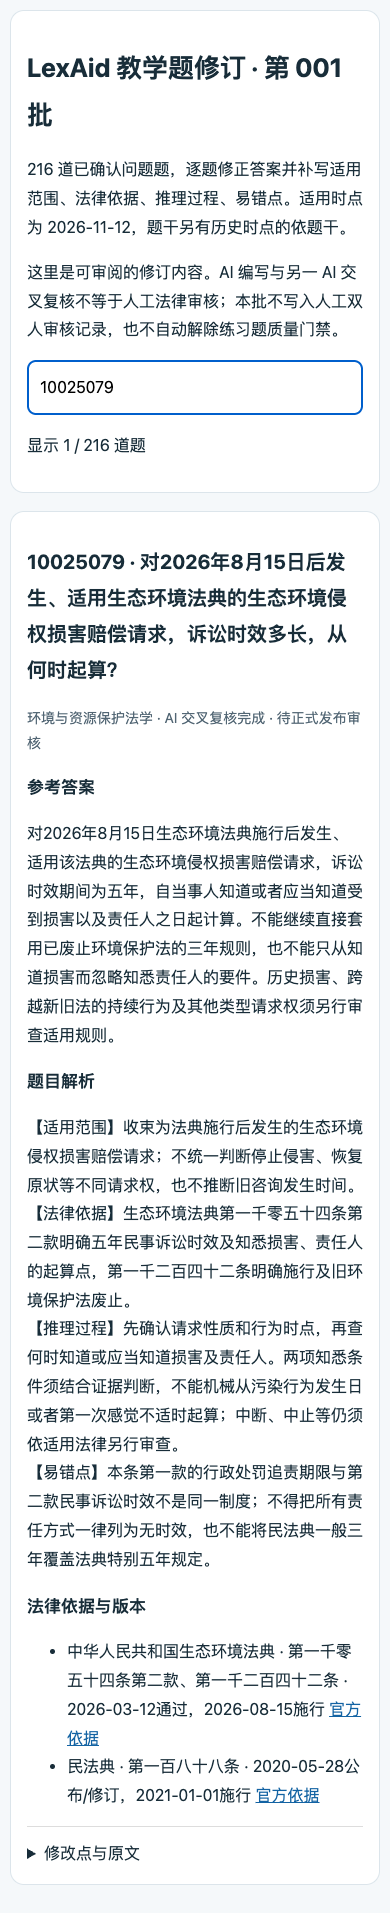 LexAid 教学题修订 · 第 001
批
216 道已确认问题题，逐题修正答案并补写适用
范围、法律依据、推理过程、易错点。适用时点
为 2026-11-12，题干另有历史时点的依题干。
这里是可审阅的修订内容。AI 编写与另一 AI 交
叉复核不等于人工法律审核；本批不写入人工双
人审核记录，也不自动解除练习题质量门禁。
10025079
显示 1 / 216 道题
10025079 · 对2026年8月15日后发
生、适用生态环境法典的生态环境侵
权损害赔偿请求，诉讼时效多长，从
何时起算?
环境与资源保护法学 · AI 交叉复核完成 · 待正式发布审
核
参考答案
对2026年8月15日生态环境法典施行后发生、
适用该法典的生态环境侵权损害赔偿请求，诉讼
时效期间为五年，自当事人知道或者应当知道受
到损害以及责任人之日起计算。不能继续直接套
用已废止环境保护法的三年规则，也不能只从知
道损害而忽略知悉责任人的要件。历史损害、跨
越新旧法的持续行为及其他类型请求权须另行审
查适用规则。
题目解析
【适用范围】收束为法典施行后发生的生态环境
侵权损害赔偿请求；不统一判断停止侵害、恢复
原状等不同请求权，也不推断旧咨询发生时间。
【法律依据】生态环境法典第一千零五十四条第
二款明确五年民事诉讼时效及知悉损害、责任人
的起算点，第一千二百四十二条明确施行及旧环
境保护法废止。
【推理过程】先确认请求性质和行为时点，再查
何时知道或应当知道损害及责任人。两项知悉条
件须结合证据判断，不能机械从污染行为发生日
或者第一次感觉不适时起算；中断、中止等仍须
依适用法律另行审查。
【易错点】本条第一款的行政处罚追责期限与第
二款民事诉讼时效不是同一制度；不得把所有责
任方式一律列为无时效，也不能将民法典一般三
年覆盖法典特别五年规定。
法律依据与版本
• 中华人民共和国生态环境法典 · 第一千零
五十四条第二款、第一千二百四十二条 ·
2026-03-12通过，2026-08-15施行 官方
依据
• 民法典 · 第一百八十八条 · 2020-05-28公
布/修订，2021-01-01施行 官方依据
▶ 修改点与原文